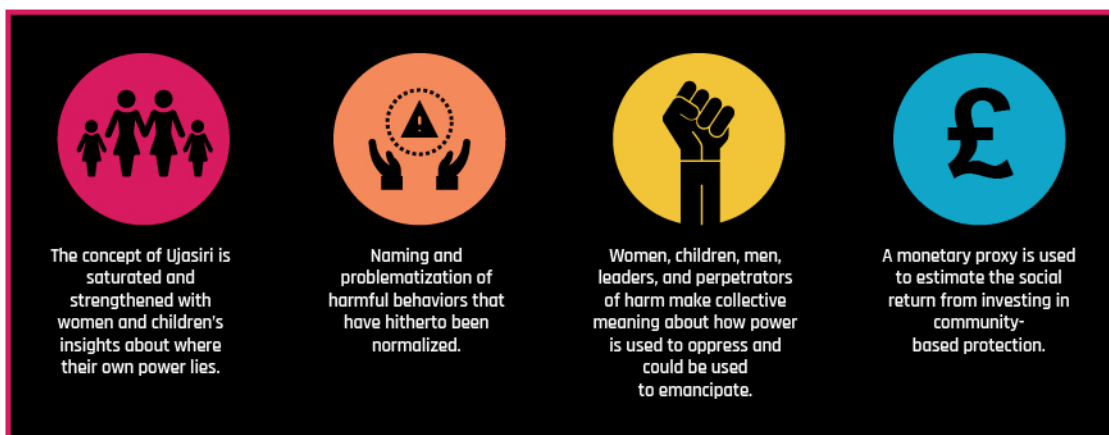 The concept of Ujasiri is
saturated and
strengthened with
women and children's
insights about where
their own power lies.
Naming and
problematization of
harmful behaviors that
have hitherto been
normalized.
Women, children, men,
leaders, and perpetrators
of harm make collective
meaning about how power
is used to oppress and
could be used
to emancipate.
£
A monetary proxy is used
to estimate the social
return from investing in
community-
based protection.